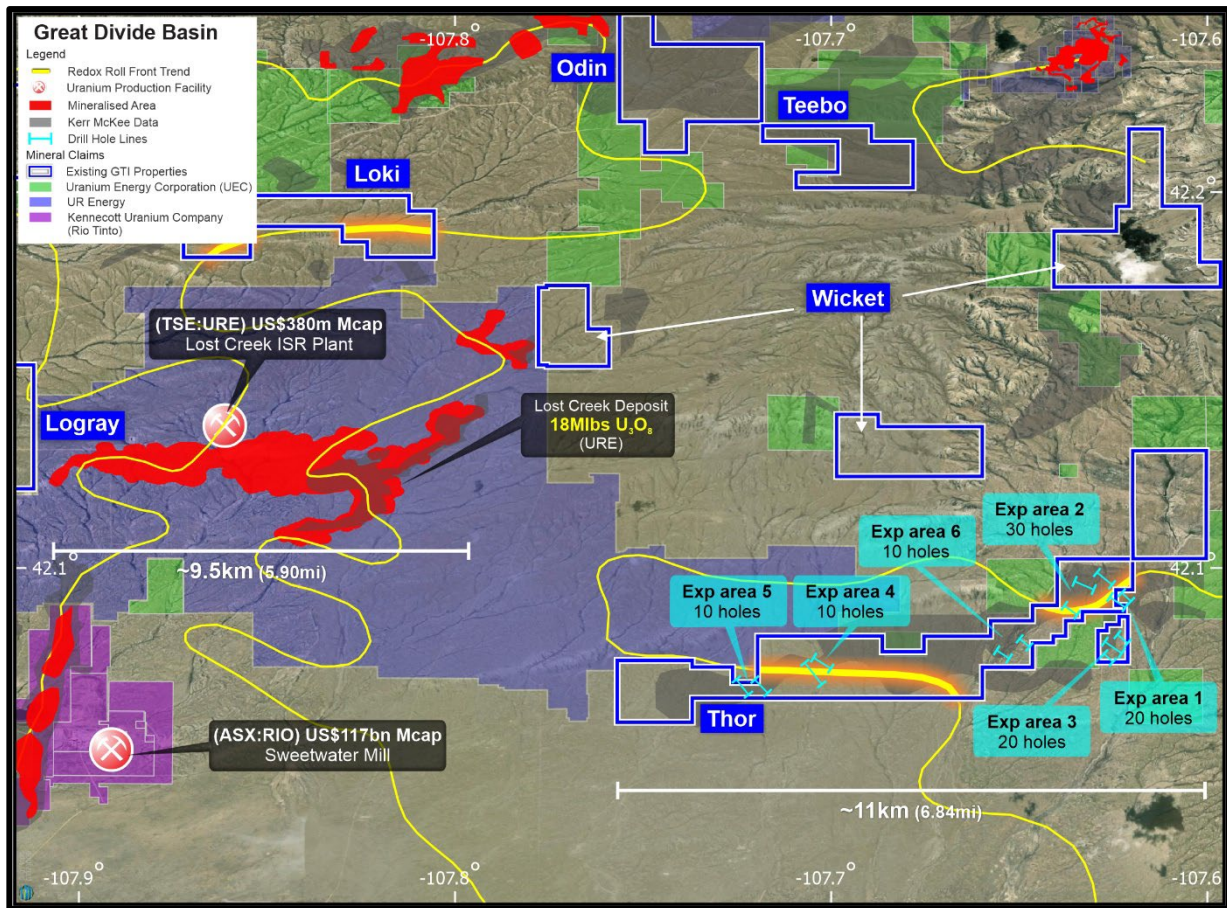 Great Divide Basin
Legend
Redox Roll Front Trend
Uranium Production Facility
Mineralised Area
Kerr McKee Data
Drill Hole Lines
Mineral Claims
Existing GTI Properties
Uranium Energy Corporation (UEC)
UR Energy
Kennecott Uranium Company
(Rio Tinto)
-107.8°
-107.7°
-107.6°
Odin
Teebo
Loki
42.2°
Wicket
(TSE:URE) US$380m Mcap
Lost Creek ISR Plant
Logray
Lost Creek Deposit
18Mlbs U₃O₈
(URE)
~9.5km (5.90mi)
42.1°
42.1°
Exp area 2
30 holes
Exp area 6
10 holes
Exp area 5
10 holes
Exp area 4
10 holes
Exp area 1
20 holes
Exp area 3
20 holes
Thor
(ASX:RIO) US$117bn Mcap
Sweetwater Mill
~11km (6.84mi)
-107.9°
-107.8°
-107.7°
-107.6°